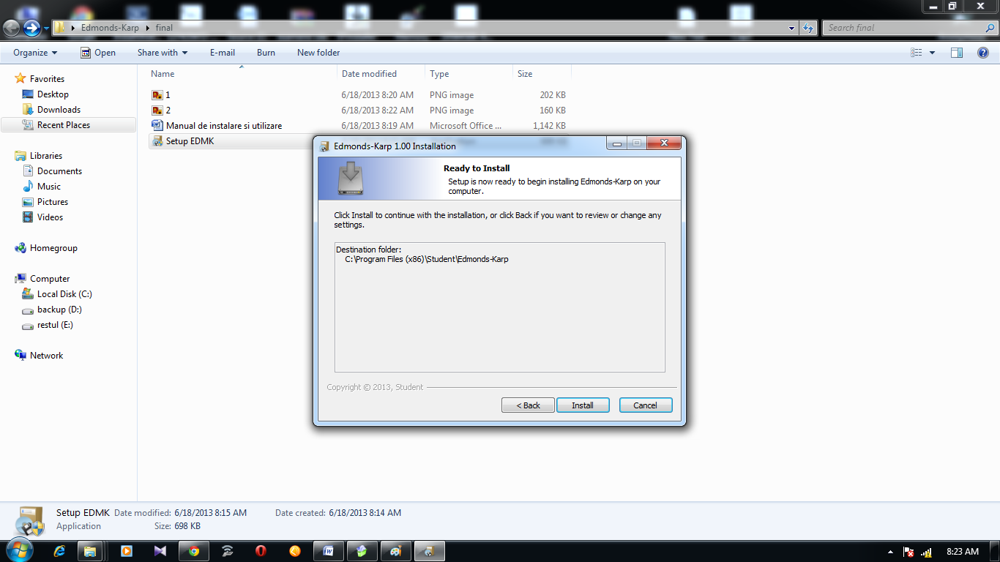 Edmonds-Karp final
Search final
Organize Open Share with E-mail Burn New folder
Name Date modified Type Size
Favorites
Desktop
Downloads
Recent Places
Libraries
Documents
Music
Pictures
Videos
Homegroup
Computer
Local Disk (C:)
backup (D:)
restul (E:)
Network
1 6/18/2013 8:20 AM PNG image 202 KB
2 6/18/2013 8:22 AM PNG image 160 KB
Manual de instalare si utilizare 6/18/2013 8:19 AM Microsoft Office ... 1,142 KB
Setup EDMK
Edmonds-Karp 1.00 Installation
Ready to Install
Setup is now ready to begin installing Edmonds-Karp on your
computer.
Click Install to continue with the installation, or click Back if you want to review or change any
settings.
Destination folder:
C:\Program Files (x86)\Student\Edmonds-Karp
Copyright © 2013, Student
< Back Install Cancel
Setup EDMK Date modified: 6/18/2013 8:15 AM Date created: 6/18/2013 8:14 AM
Application Size: 698 KB
8:23 AM